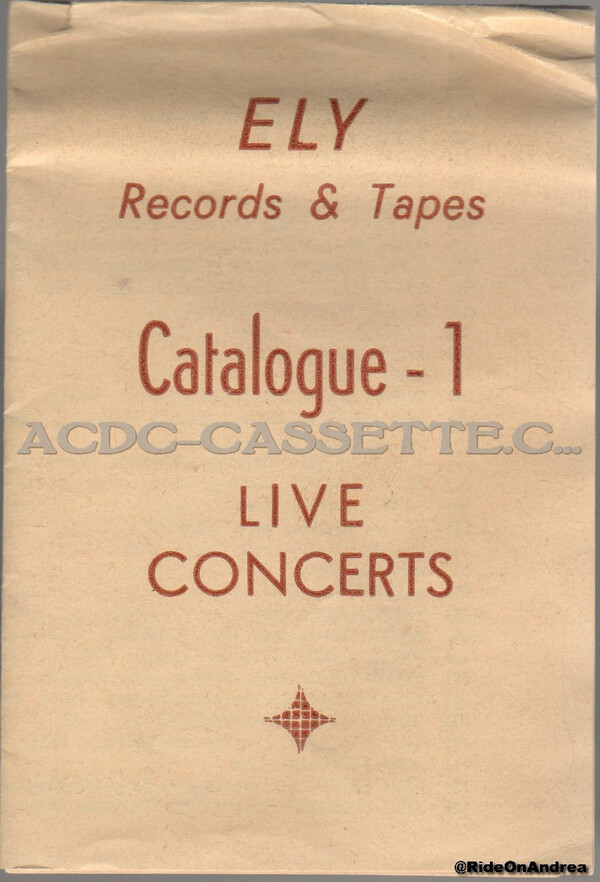 ELY
Records & Tapes
Catalogue - 1
ACDC-CASSETTE.C...
LIVE
CONCERTS
@RideOnAndrea